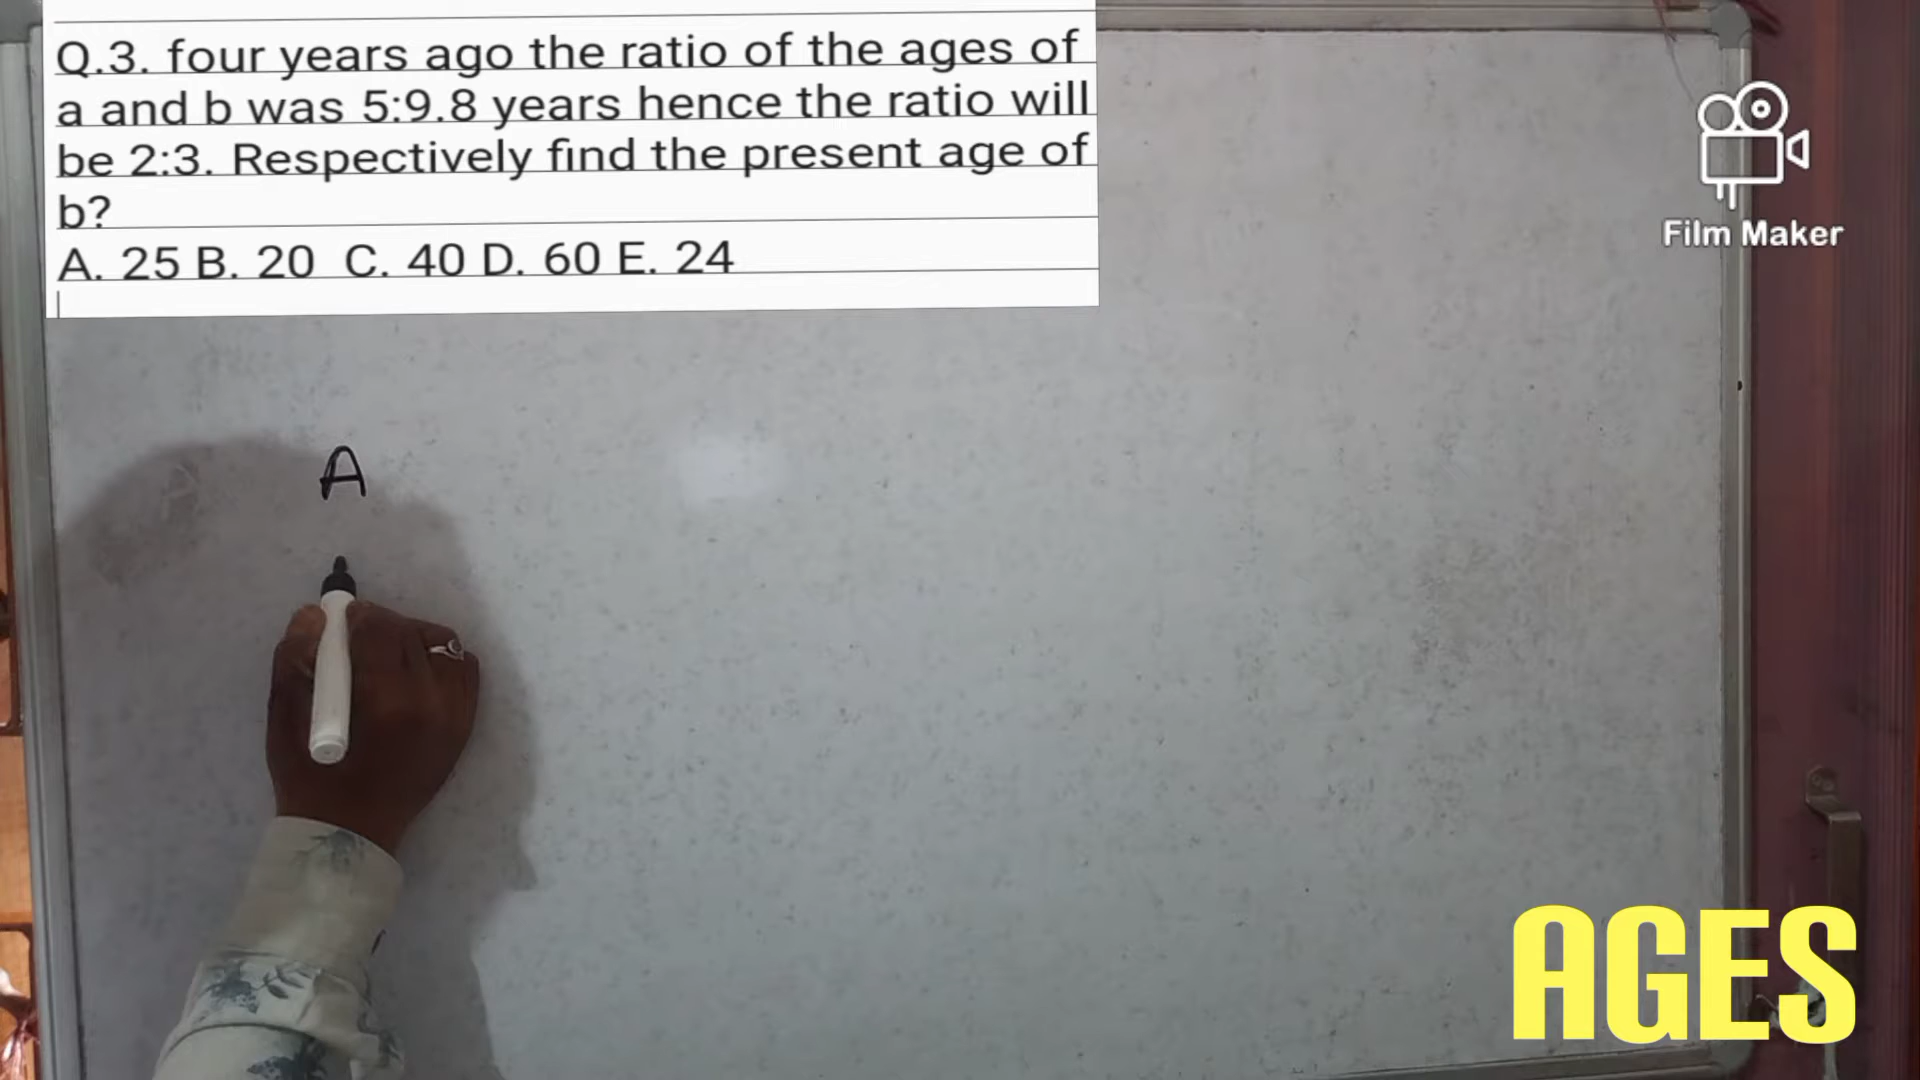 Q.3. four years ago the ratio of the ages of
a and b was 5:9.8 years hence the ratio will
be 2:3. Respectively find the present age of
b?
A. 25 B. 20 C. 40 D. 60 E. 24
Film Maker
A
AGES